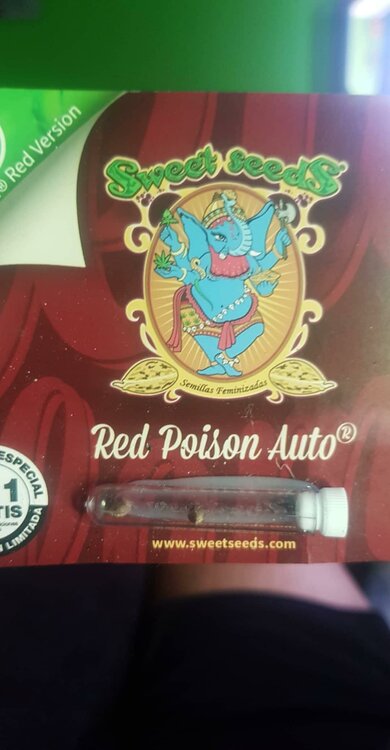 ® Red Version
Sweet Seeds®
Semillas Feminizadas
Red Poison Auto®
ESPECIAL
1
TIS
LIMITADA
www.sweetseeds.com